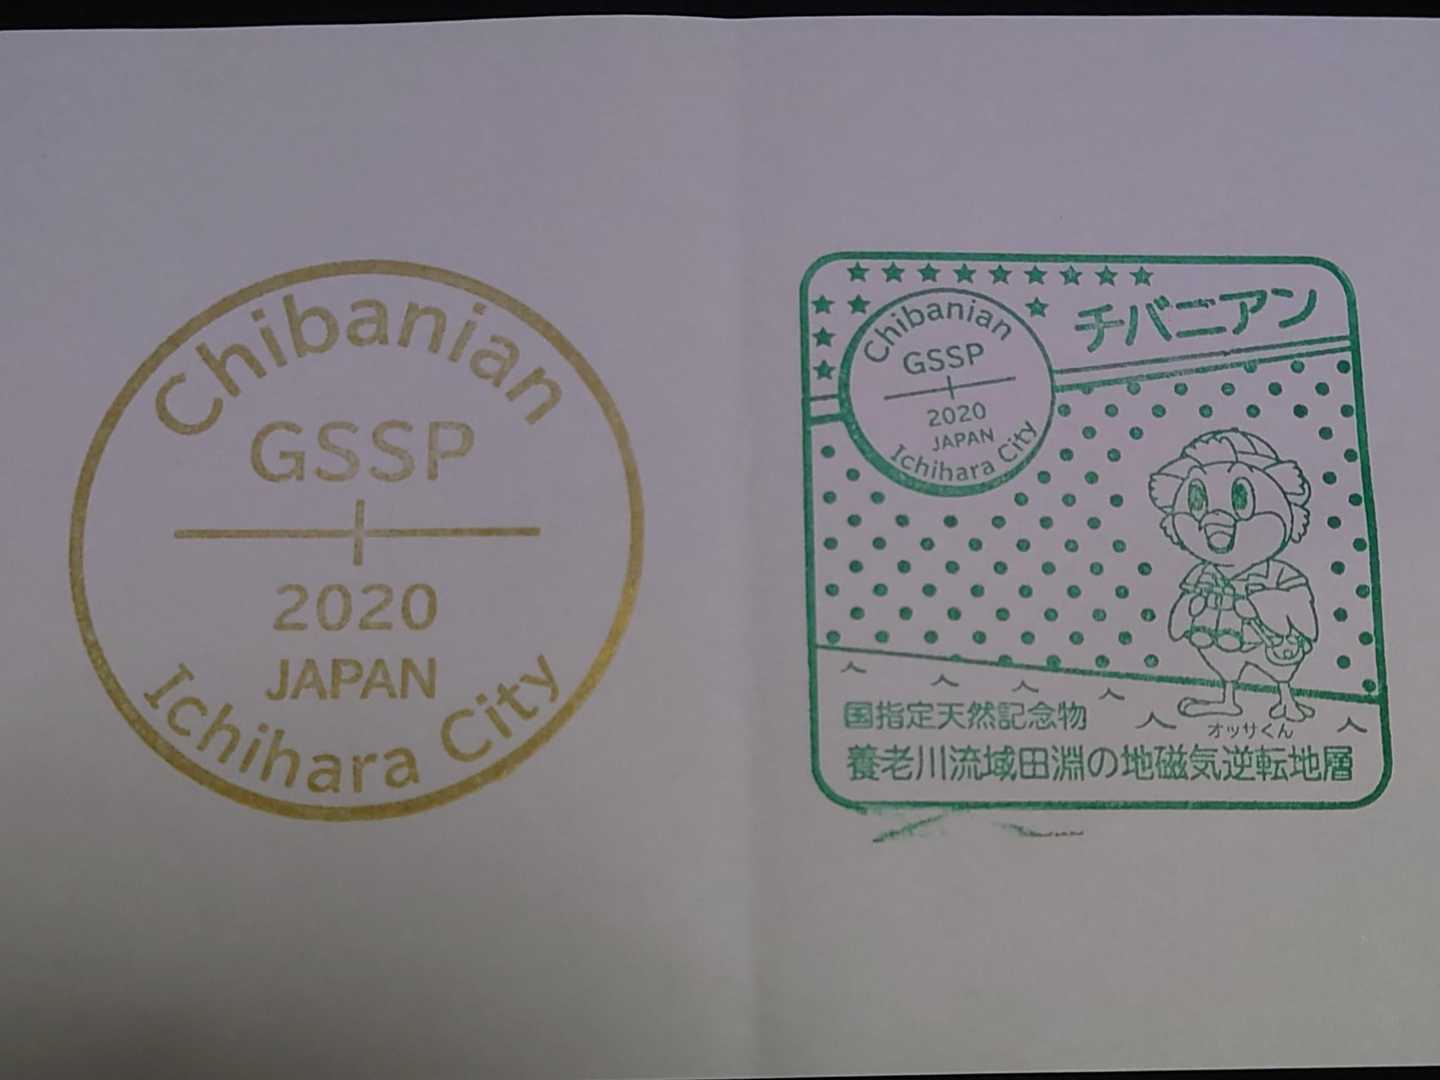 Chibanian
GSSP
2020
JAPAN
Ichihara City
チバニアン
Chibanian
GSSP
2020
JAPAN
Ichihara City
オッサくん
国指定天然記念物
養老川流域田淵の地磁気逆転地層